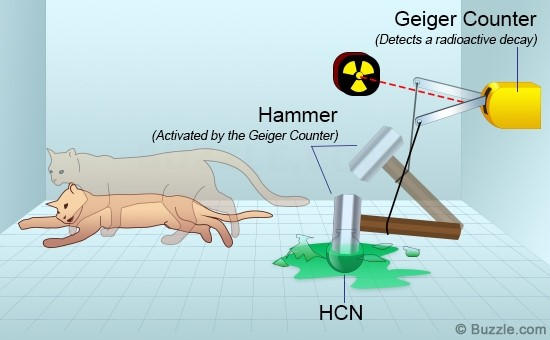 Geiger Counter
(Detects a radioactive decay)
Hammer
(Activated by the Geiger Counter)
HCN
© Buzzle.com